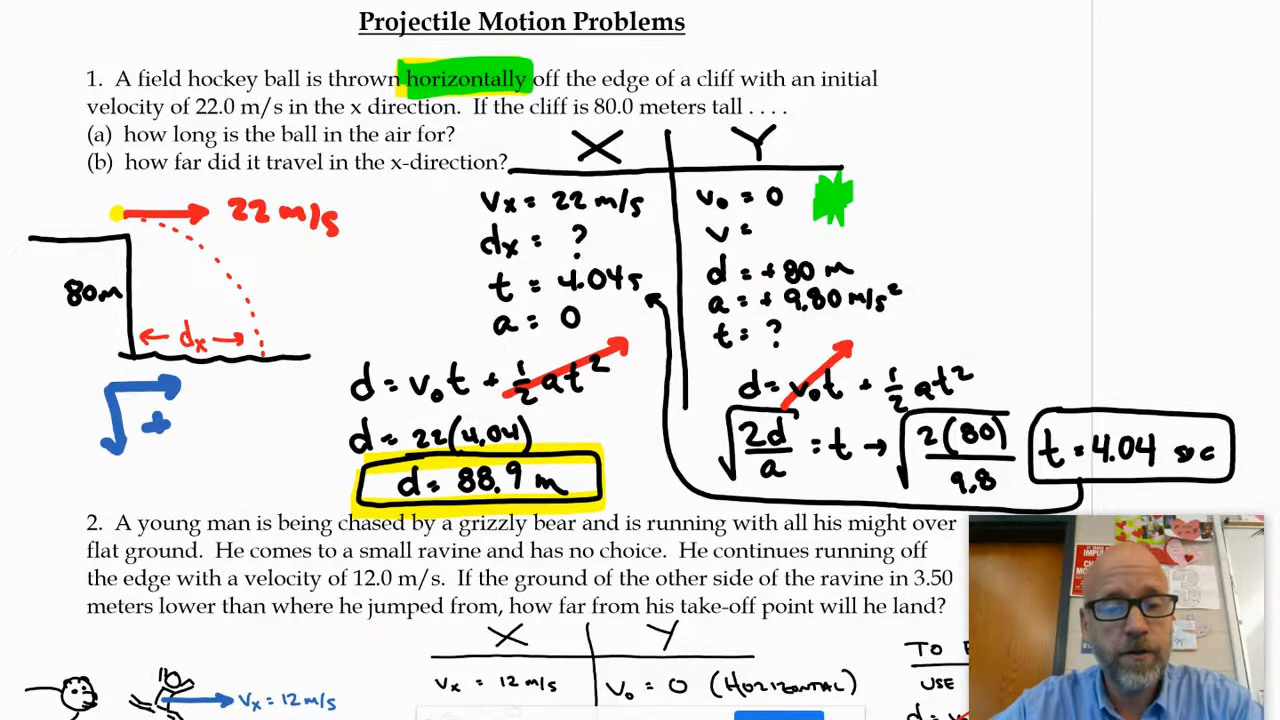 Projectile Motion Problems
1. A field hockey ball is thrown horizontally off the edge of a cliff with an initial
velocity of 22.0 m/s in the x direction. If the cliff is 80.0 meters tall . . . .
(a) how long is the ball in the air for?
(b) how far did it travel in the x-direction?
X
Y
22 m/s
80m
dx
+
vx = 22 m/s
dx = ?
t = 4.04s
a = 0
v₀ = 0
v =
d = +80 m
a = + 9.80 m/s²
t = ?
d = v₀t + ½at²
d = 22(4.04)
d = 88.9 m
d = v₀t + ½at²
√(2d/a) = t → √(2(80)/9.8)
t = 4.04 sec
2. A young man is being chased by a grizzly bear and is running with all his might over
flat ground. He comes to a small ravine and has no choice. He continues running off
the edge with a velocity of 12.0 m/s. If the ground of the other side of the ravine in 3.50
meters lower than where he jumped from, how far from his take-off point will he land?
X
Y
vx = 12 m/s
v₀ = 0 (HORIZONTAL)
vx = 12 m/s
TO
USE